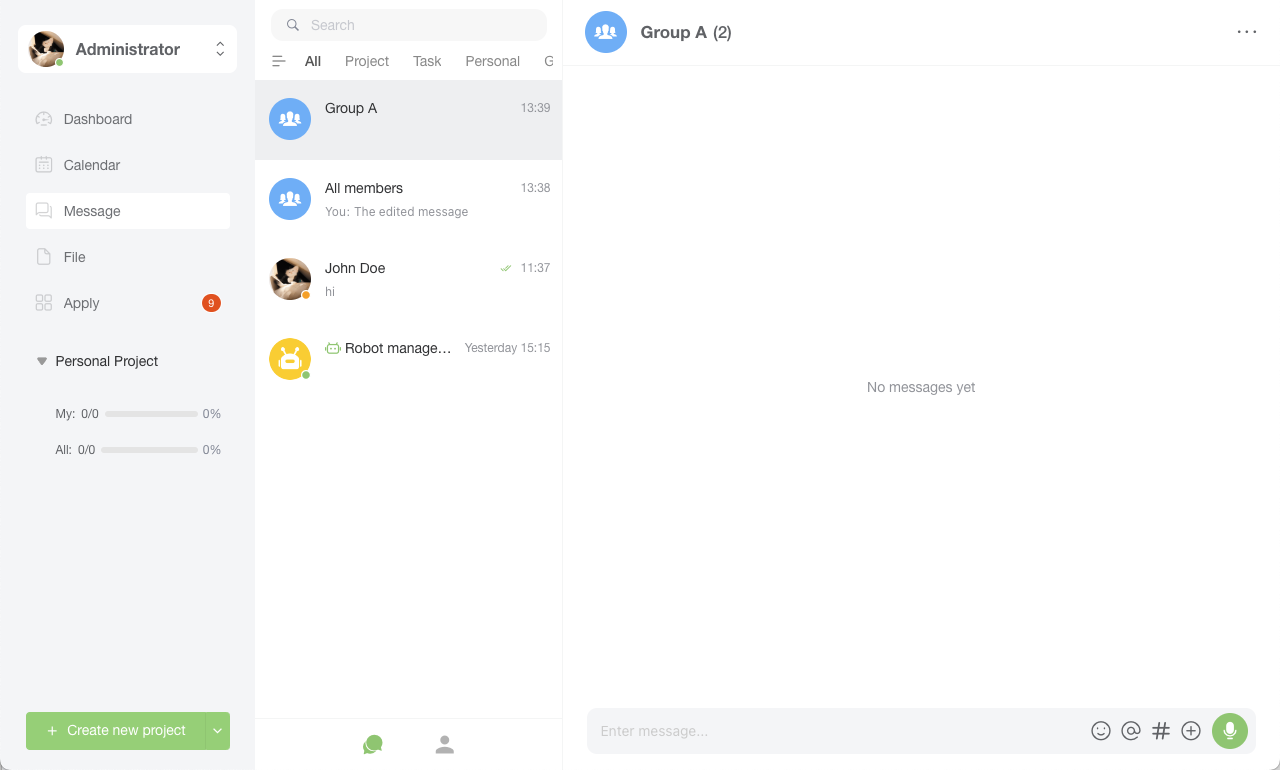 Administrator
Dashboard
Calendar
Message
File
Apply
9
Personal Project
My: 0/0 0%
All: 0/0 0%
+ Create new project
Search
All Project Task Personal G
Group A 13:39
All members 13:38
You: The edited message
John Doe 11:37
hi
Robot manage... Yesterday 15:15
Group A (2)
No messages yet
Enter message...